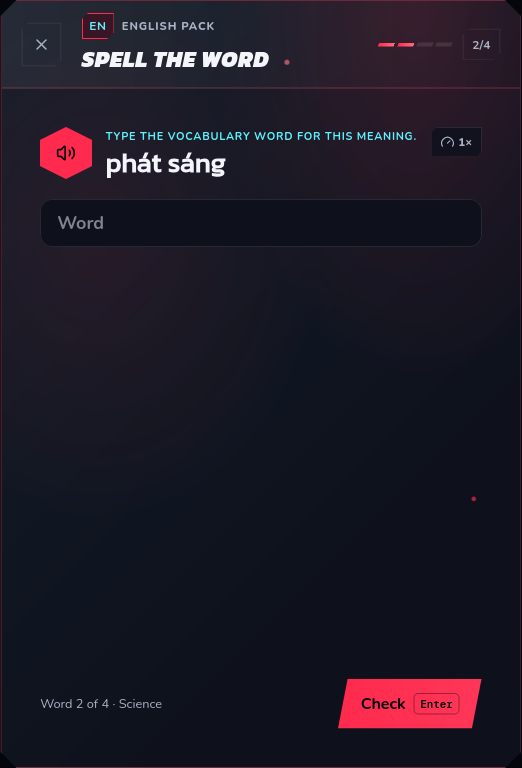 EN ENGLISH PACK
SPELL THE WORD
2/4
TYPE THE VOCABULARY WORD FOR THIS MEANING.
phát sáng
1×
Word
Word 2 of 4 · Science
Check Enter